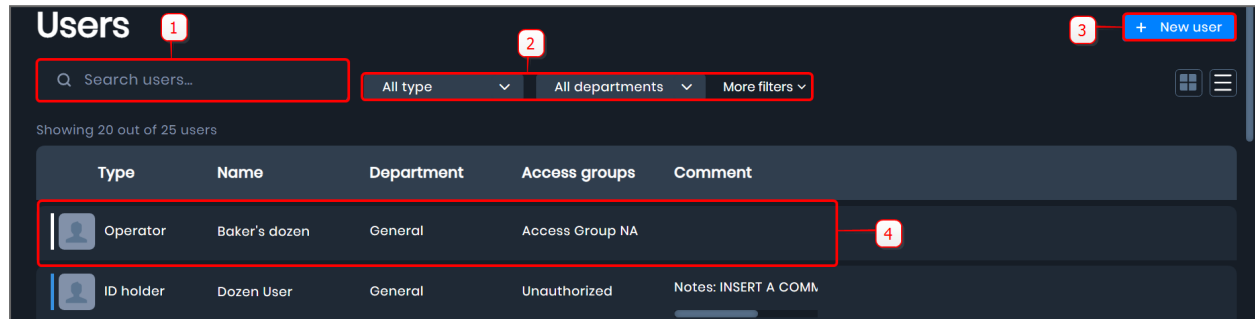 Users
1
2
3
+ New user
Search users...
All type
All departments
More filters
Showing 20 out of 25 users
Type Name Department Access groups Comment
Operator Baker's dozen General Access Group NA
4
ID holder Dozen User General Unauthorized Notes: INSERT A COMM